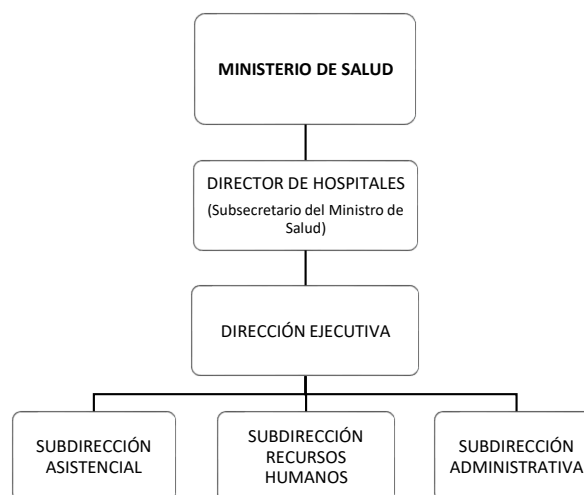 MINISTERIO DE SALUD
DIRECTOR DE HOSPITALES
(Subsecretario del Ministro de
Salud)
DIRECCIÓN EJECUTIVA
SUBDIRECCIÓN
ASISTENCIAL
SUBDIRECCIÓN
RECURSOS
HUMANOS
SUBDIRECCIÓN
ADMINISTRATIVA